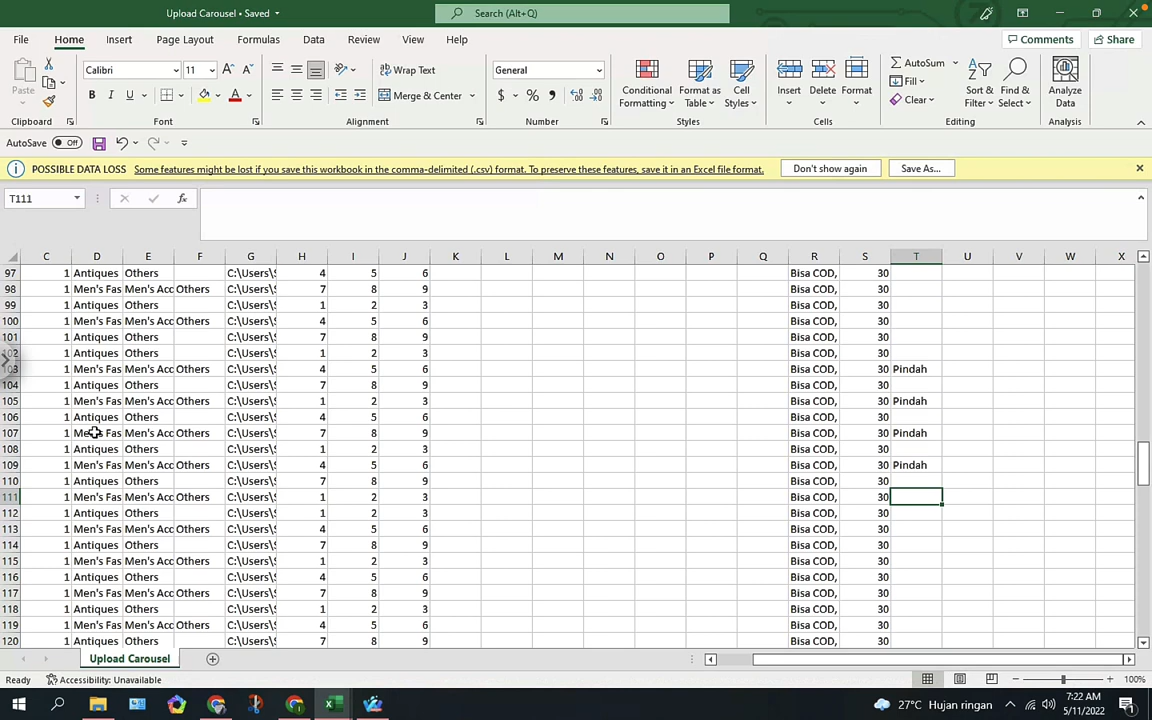 Upload Carousel • Saved
Search (Alt+Q)
File Home Insert Page Layout Formulas Data Review View Help Comments Share
Paste
Calibri 11
B I U
Wrap Text
Merge & Center
General
$ % 9
Conditional Formatting
Format as Table
Cell Styles
Insert Delete Format
AutoSum
Fill
Clear
Sort & Filter
Find & Select
Analyze Data
Clipboard Font Alignment Number Styles Cells Editing Analysis
AutoSave Off
POSSIBLE DATA LOSS Some features might be lost if you save this workbook in the comma-delimited (.csv) format. To preserve these features, save it in an Excel file format. Don't show again Save As...
T111 fx
C D E F G H I J K L M N O P Q R S T U V W X
97 1 Antiques Others C:\Users\S 4 5 6 Bisa COD, 30
98 1 Men's Fas Men's Acc Others C:\Users\S 7 8 9 Bisa COD, 30
99 1 Antiques Others C:\Users\S 1 2 3 Bisa COD, 30
100 1 Men's Fas Men's Acc Others C:\Users\S 4 5 6 Bisa COD, 30
101 1 Antiques Others C:\Users\S 7 8 9 Bisa COD, 30
102 1 Antiques Others C:\Users\S 1 2 3 Bisa COD, 30
103 1 Men's Fas Men's Acc Others C:\Users\S 4 5 6 Bisa COD, 30 Pindah
104 1 Antiques Others C:\Users\S 7 8 9 Bisa COD, 30
105 1 Men's Fas Men's Acc Others C:\Users\S 1 2 3 Bisa COD, 30 Pindah
106 1 Antiques Others C:\Users\S 4 5 6 Bisa COD, 30
107 1 Men's Fas Men's Acc Others C:\Users\S 7 8 9 Bisa COD, 30 Pindah
108 1 Antiques Others C:\Users\S 1 2 3 Bisa COD, 30
109 1 Men's Fas Men's Acc Others C:\Users\S 4 5 6 Bisa COD, 30 Pindah
110 1 Antiques Others C:\Users\S 7 8 9 Bisa COD, 30
111 1 Men's Fas Men's Acc Others C:\Users\S 1 2 3 Bisa COD, 30
112 1 Antiques Others C:\Users\S 1 2 3 Bisa COD, 30
113 1 Men's Fas Men's Acc Others C:\Users\S 4 5 6 Bisa COD, 30
114 1 Antiques Others C:\Users\S 7 8 9 Bisa COD, 30
115 1 Men's Fas Men's Acc Others C:\Users\S 1 2 3 Bisa COD, 30
116 1 Antiques Others C:\Users\S 4 5 6 Bisa COD, 30
117 1 Men's Fas Men's Acc Others C:\Users\S 7 8 9 Bisa COD, 30
118 1 Antiques Others C:\Users\S 1 2 3 Bisa COD, 30
119 1 Men's Fas Men's Acc Others C:\Users\S 4 5 6 Bisa COD, 30
120 1 Antiques Others C:\Users\S 7 8 9 Bisa COD, 30
Upload Carousel
Ready Accessibility: Unavailable 100%
27°C Hujan ringan
7:22 AM
5/11/2022